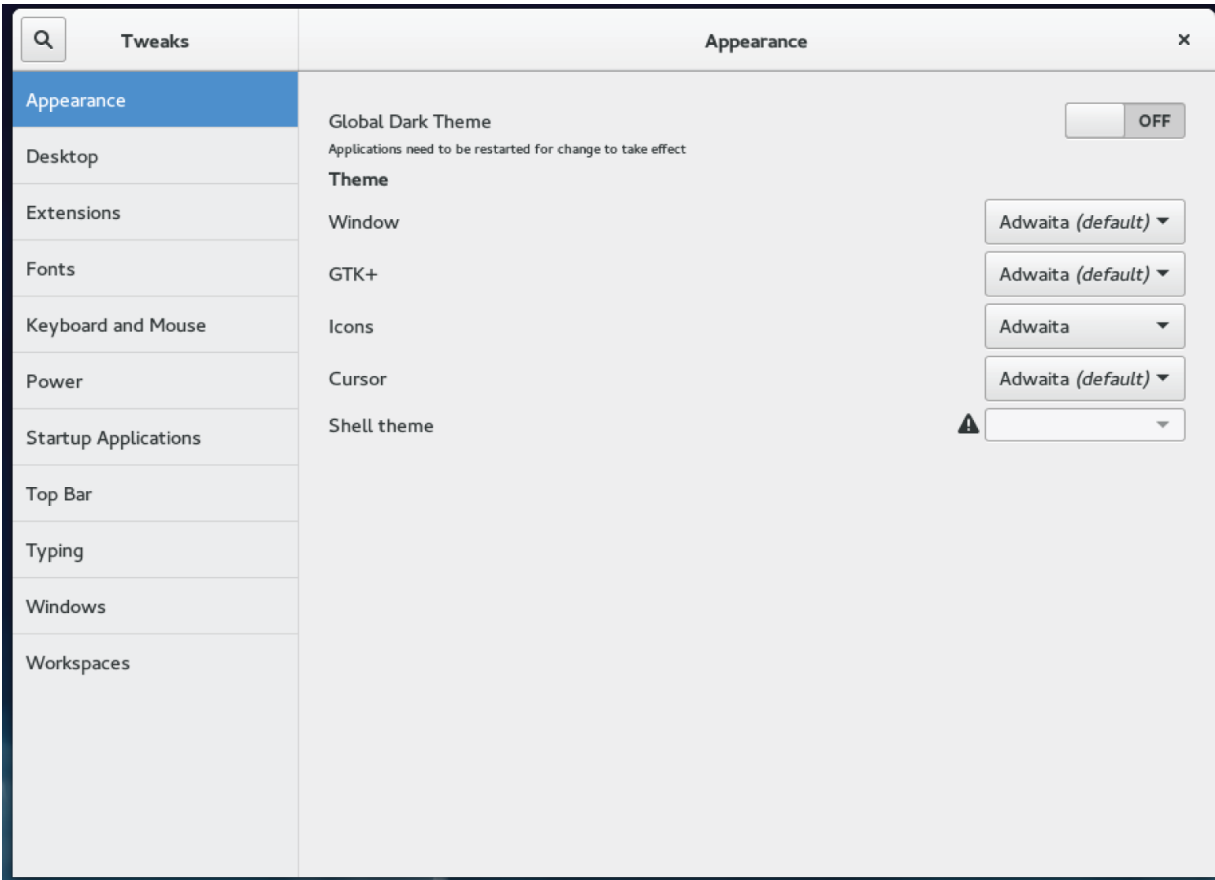 Tweaks
Appearance
Appearance
Desktop
Extensions
Fonts
Keyboard and Mouse
Power
Startup Applications
Top Bar
Typing
Windows
Workspaces
Global Dark Theme OFF
Applications need to be restarted for change to take effect
Theme
Window Adwaita (default)
GTK+ Adwaita (default)
Icons Adwaita
Cursor Adwaita (default)
Shell theme